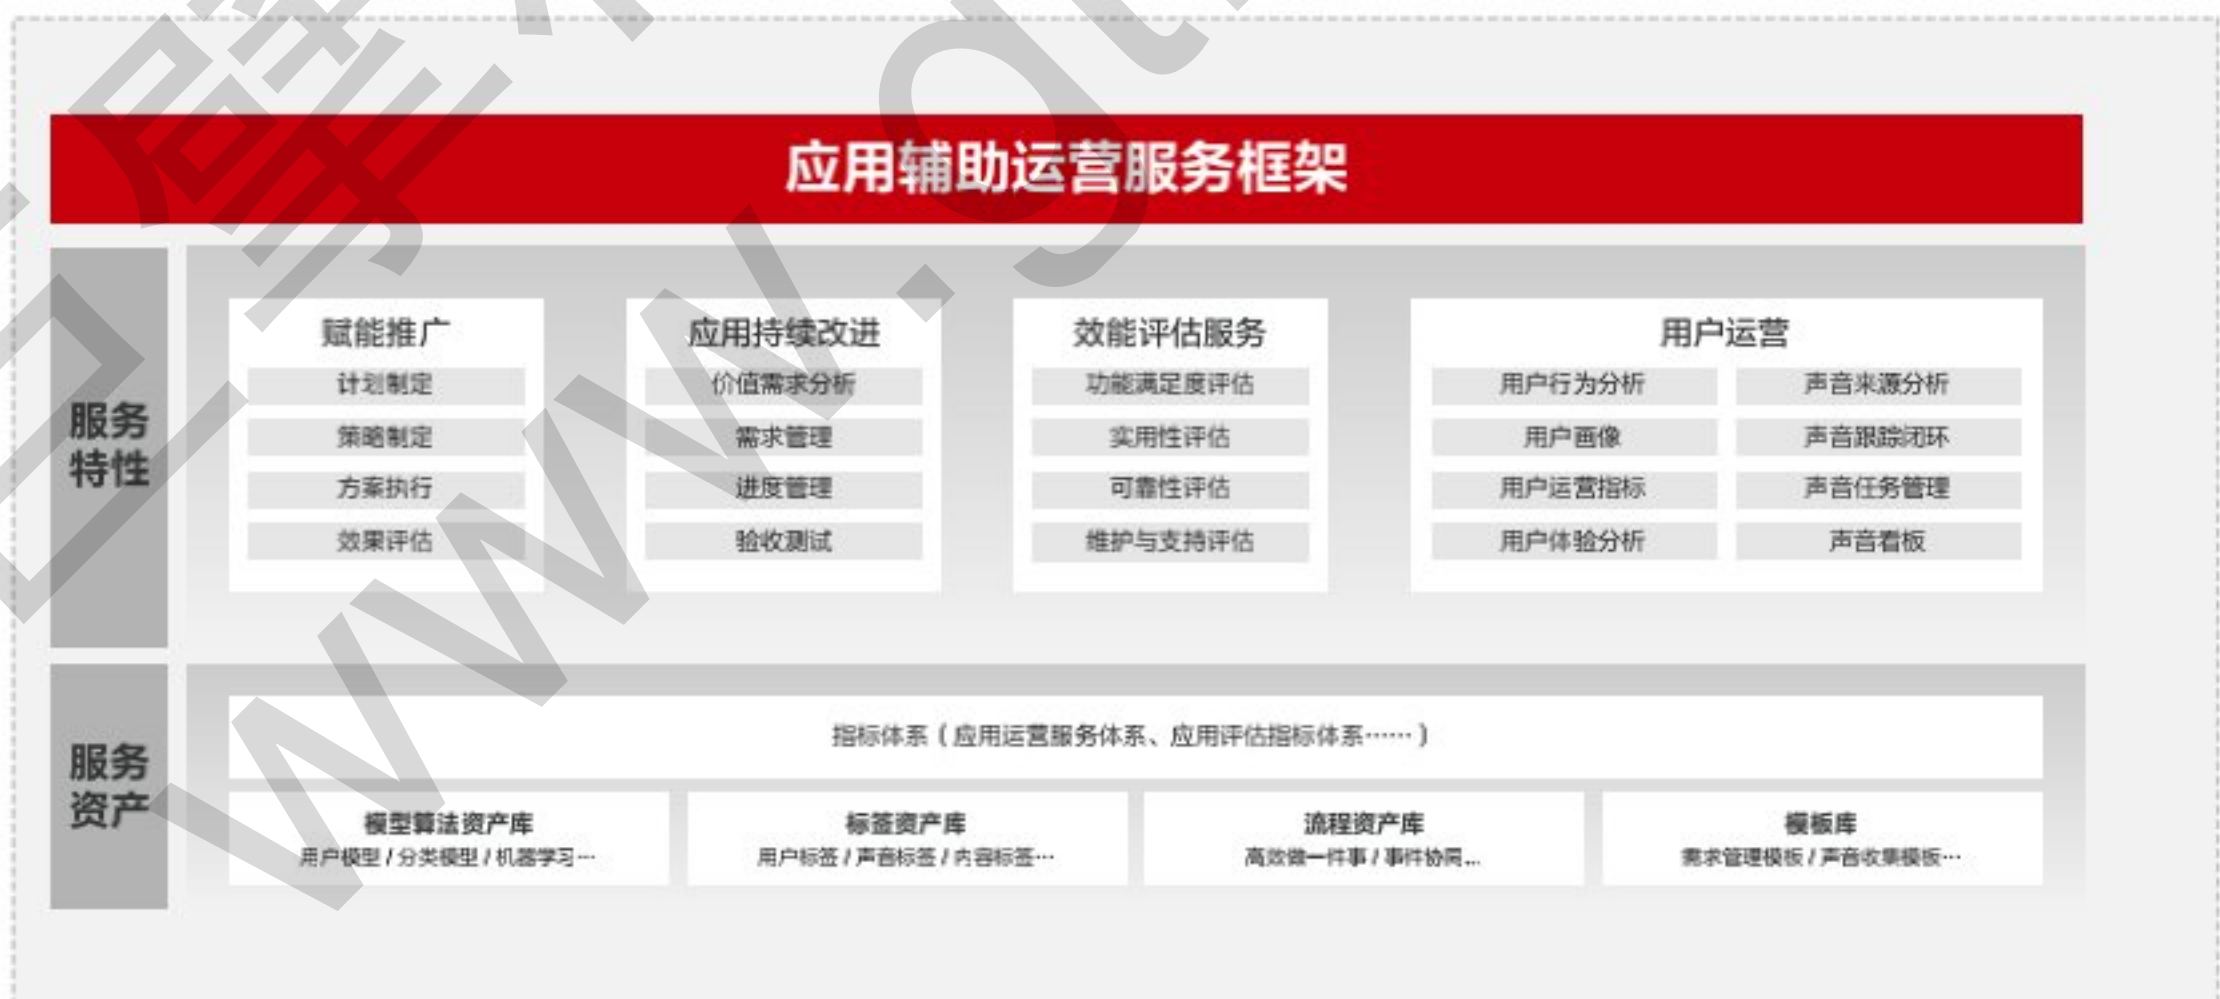 应用辅助运营服务框架
服务
特性
赋能推广
计划制定
策略制定
方案执行
效果评估
应用持续改进
价值需求分析
需求管理
进度管理
验收测试
效能评估服务
功能满足度评估
实用性评估
可靠性评估
维护与支持评估
用户运营
用户行为分析
声音来源分析
用户画像
声音跟踪闭环
用户运营指标
声音任务管理
用户体验分析
声音看板
服务
资产
指标体系（应用运营服务体系、应用评估指标体系……）
模型算法资产库
用户模型 / 分类模型 / 机器学习…
标签资产库
用户标签 / 声音标签 / 内容标签…
流程资产库
高效做一件事 / 事件协同...
模板库
需求管理模板 / 声音收集模板…
www.gt